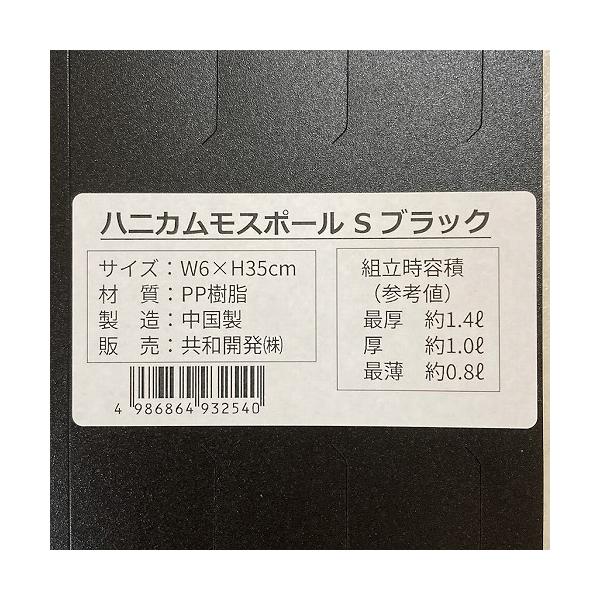 ハニカムモスポール S ブラック
サイズ：W6×H35cm
材　質：PP樹脂
製　造：中国製
販　売：共和開発㈱
組立時容積
（参考値）
最厚　約1.4ℓ
厚　約1.0ℓ
最薄　約0.8ℓ
4 986864 932540